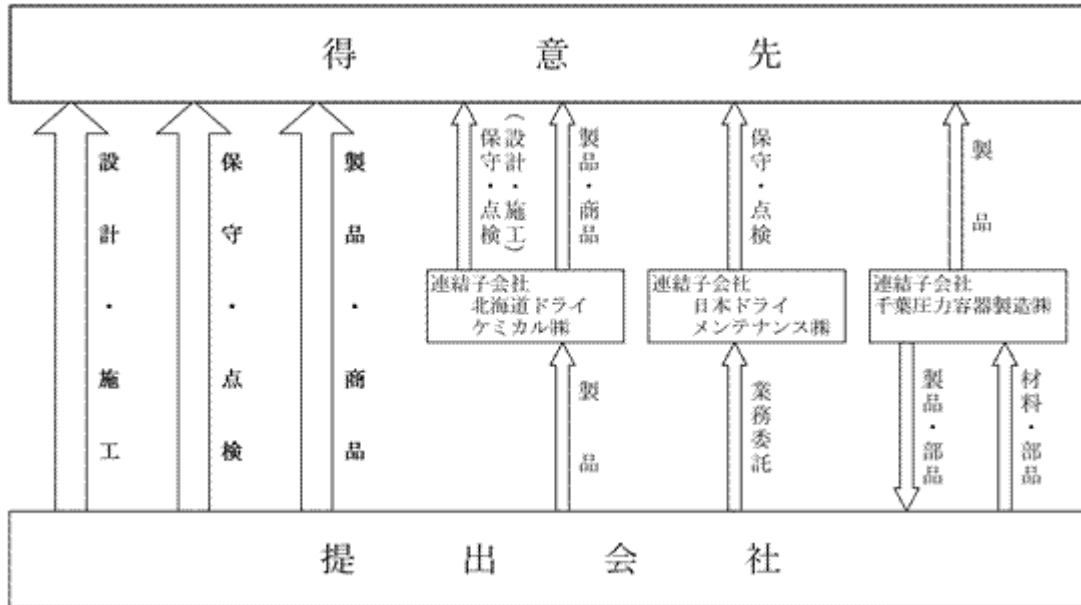 得意先
設計・施工
保守・点検
製品・商品
(設計・施工)
保守・点検
製品・商品
保守・点検
製品
連結子会社
北海道ドライ
ケミカル㈱
連結子会社
日本ドライ
メンテナンス㈱
連結子会社
千葉圧力容器製造㈱
製品
業務委託
製品・部品
材料・部品
提出会社